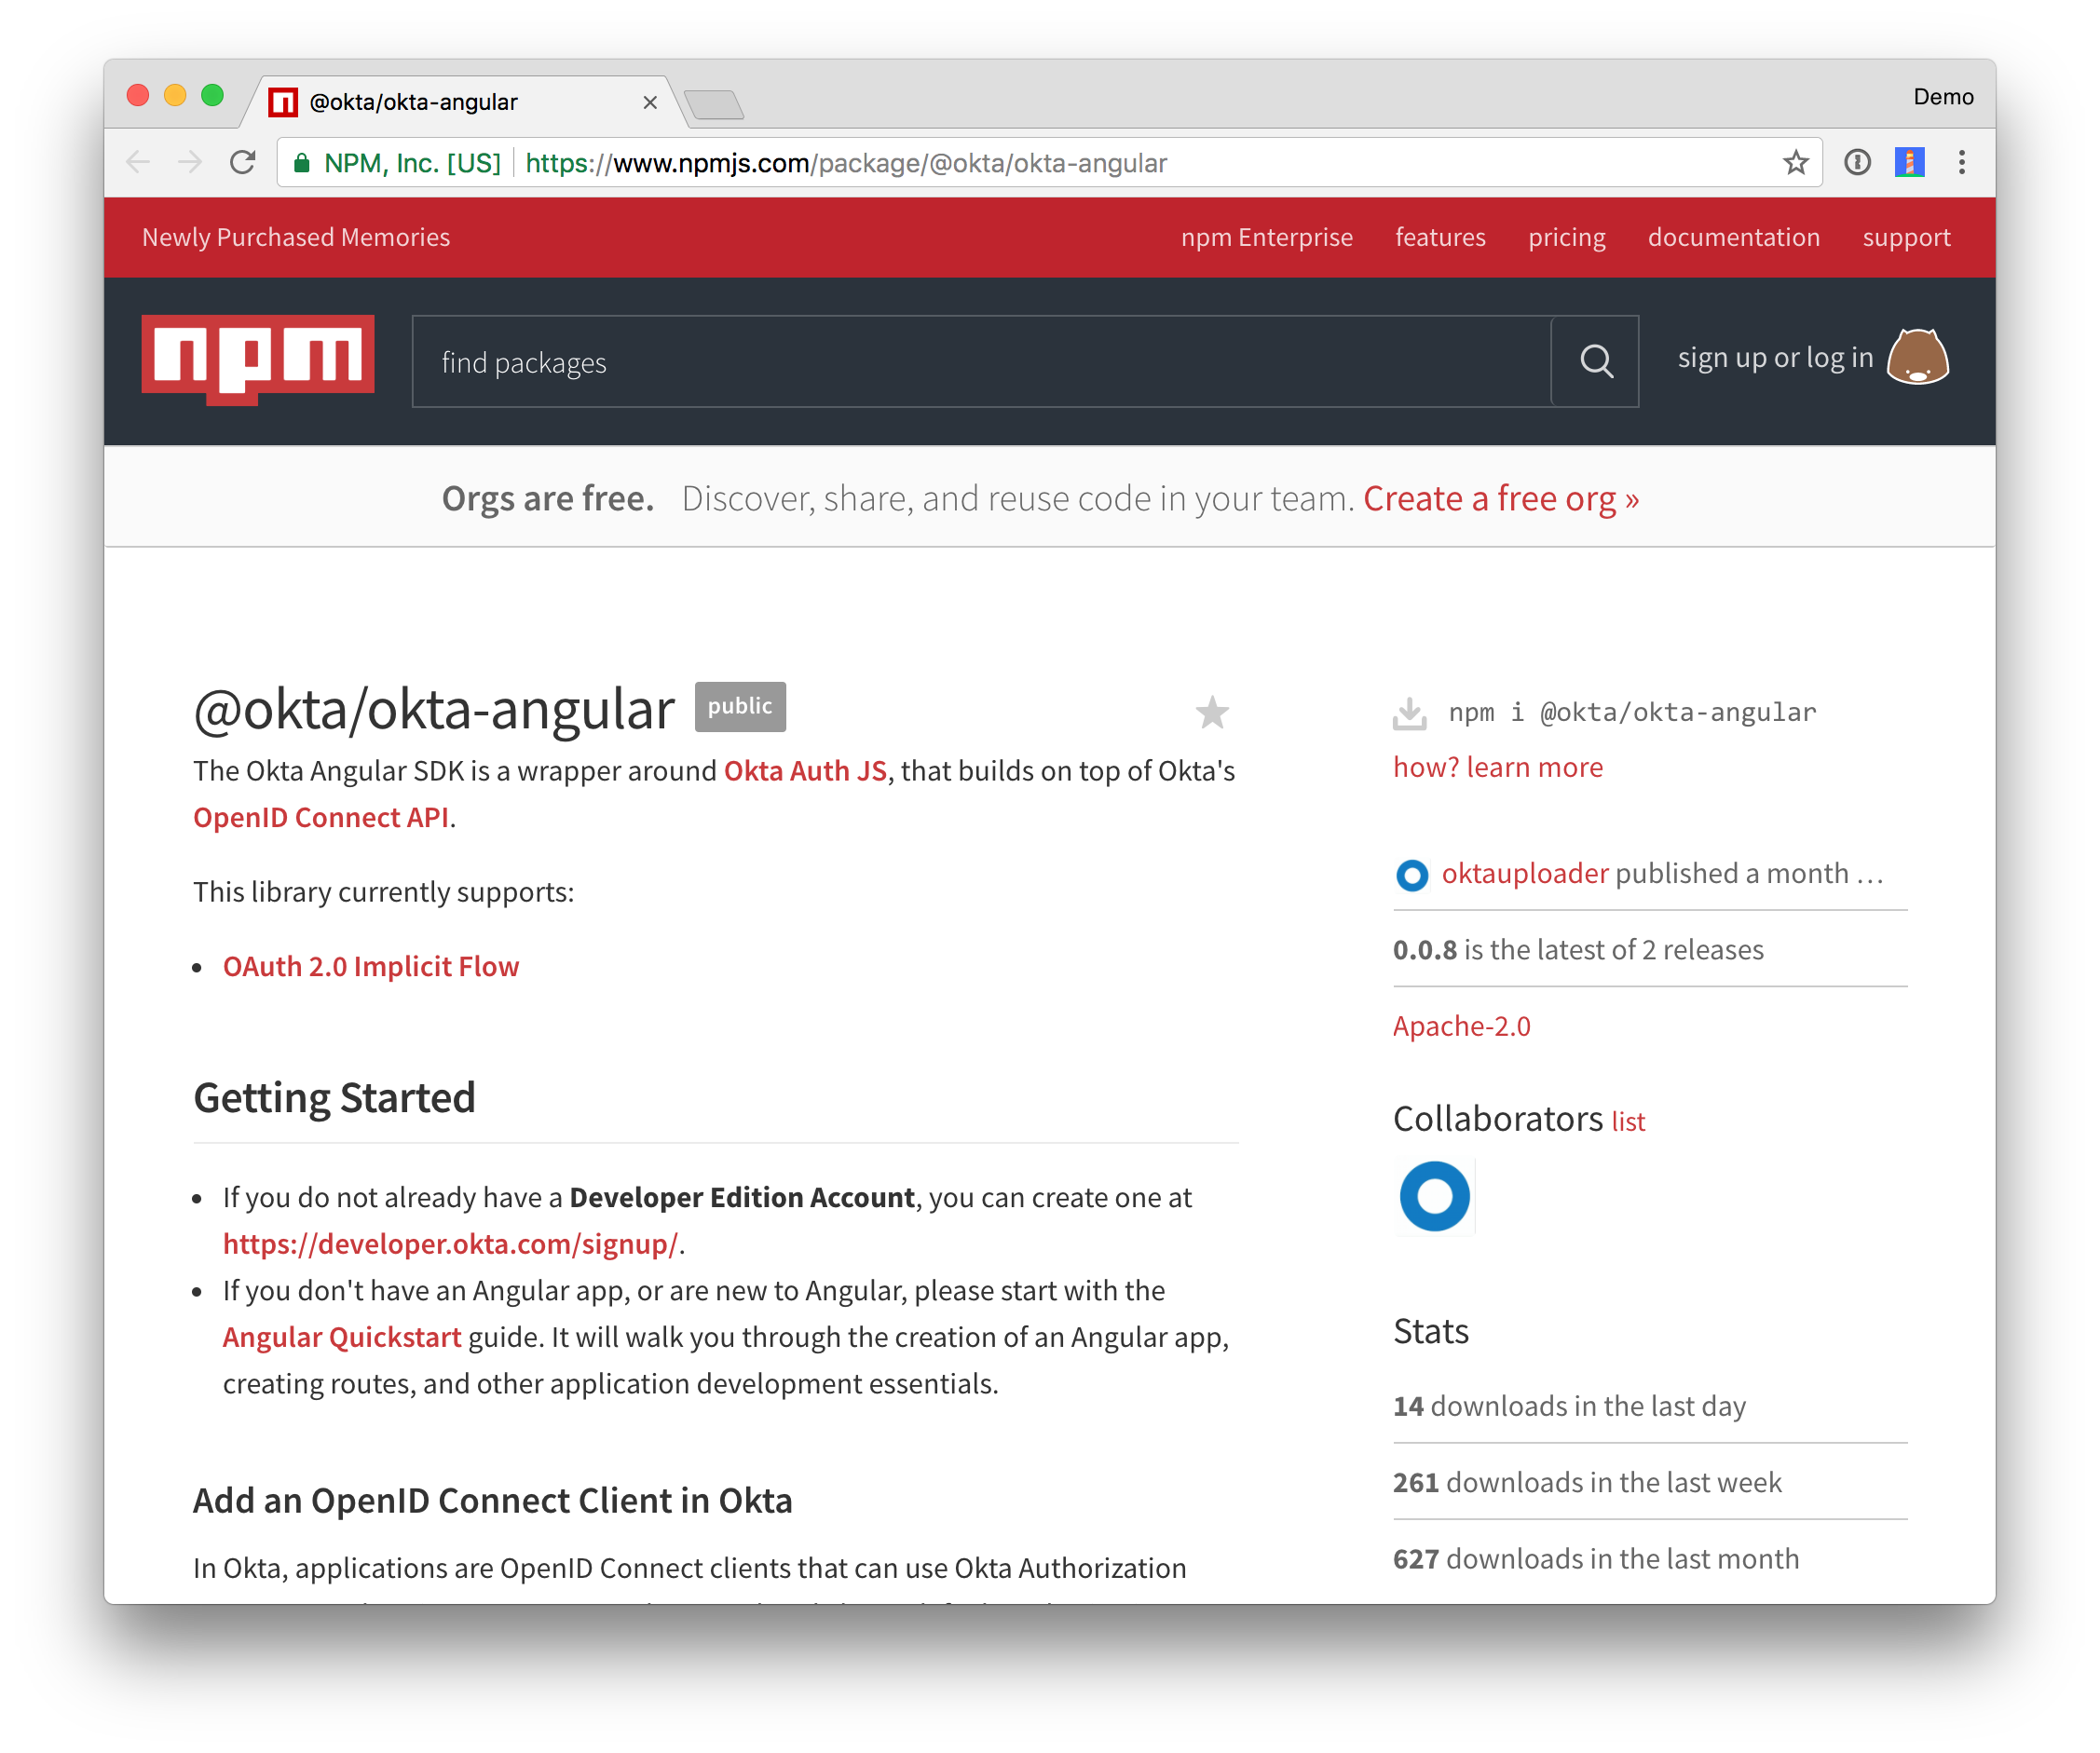 @okta/okta-angular
Demo
NPM, Inc. [US] https://www.npmjs.com/package/@okta/okta-angular
Newly Purchased Memories npm Enterprise features pricing documentation support
npm find packages sign up or log in
Orgs are free. Discover, share, and reuse code in your team. Create a free org »
@okta/okta-angular public
The Okta Angular SDK is a wrapper around Okta Auth JS, that builds on top of Okta's
OpenID Connect API.
This library currently supports:
• OAuth 2.0 Implicit Flow
Getting Started
• If you do not already have a Developer Edition Account, you can create one at
https://developer.okta.com/signup/.
• If you don't have an Angular app, or are new to Angular, please start with the
Angular Quickstart guide. It will walk you through the creation of an Angular app,
creating routes, and other application development essentials.
Add an OpenID Connect Client in Okta
In Okta, applications are OpenID Connect clients that can use Okta Authorization
npm i @okta/okta-angular
how? learn more
oktauploader published a month …
0.0.8 is the latest of 2 releases
Apache-2.0
Collaborators list
Stats
14 downloads in the last day
261 downloads in the last week
627 downloads in the last month